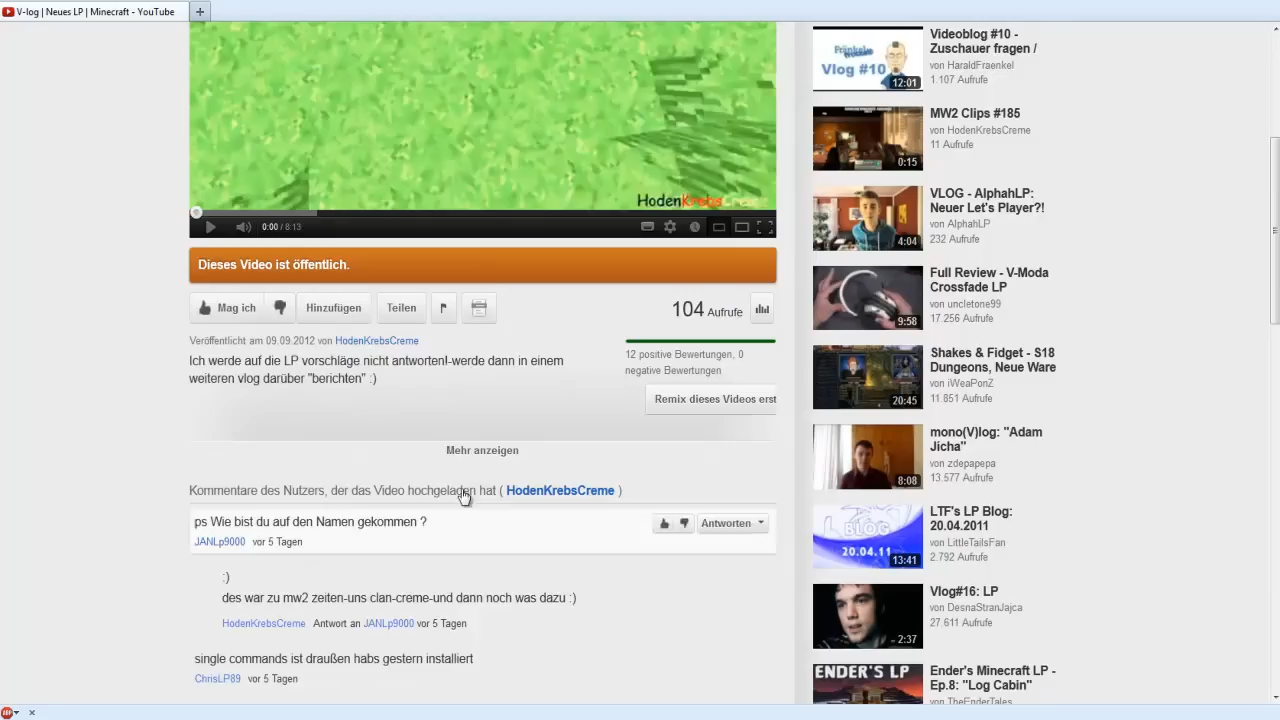 V-log | Neues LP | Minecraft - YouTube
HodenKrebsCreme
0:00 / 8:13
Dieses Video ist öffentlich.
Mag ich
Hinzufügen
Teilen
104 Aufrufe
Veröffentlicht am 09.09.2012 von HodenKrebsCreme
Ich werde auf die LP vorschläge nicht antworten!-werde dann in einem
weiteren vlog darüber "berichten" :)
12 positive Bewertungen, 0
negative Bewertungen
Remix dieses Videos erst
Mehr anzeigen
Kommentare des Nutzers, der das Video hochgeladen hat ( HodenKrebsCreme )
ps Wie bist du auf den Namen gekommen ?
Antworten
JANLp9000 vor 5 Tagen
:)
des war zu mw2 zeiten-uns clan-creme-und dann noch was dazu :)
HodenKrebsCreme Antwort an JANLp9000 vor 5 Tagen
single commands ist draußen habs gestern installiert
ChrisLP89 vor 5 Tagen
Fränkels
Vlog #10
12:01
Videoblog #10 -
Zuschauer fragen /
von HaraldFraenkel
1.107 Aufrufe
0:15
MW2 Clips #185
von HodenKrebsCreme
11 Aufrufe
4:04
VLOG - AlphahLP:
Neuer Let's Player?!
von AlphahLP
232 Aufrufe
9:58
Full Review - V-Moda
Crossfade LP
von uncletone99
17.256 Aufrufe
20:45
Shakes & Fidget - S18
Dungeons, Neue Ware
von iWeaPonZ
11.851 Aufrufe
8:08
mono(V)log: "Adam
Jicha"
von zdepapepa
13.577 Aufrufe
BLOG
20.04.11
13:41
LTF's LP Blog:
20.04.2011
von LittleTailsFan
2.792 Aufrufe
2:37
Vlog#16: LP
von DesnaStranJajca
27.611 Aufrufe
ENDER'S LP
Ender's Minecraft LP -
Ep.8: "Log Cabin"
von TheEnderTales